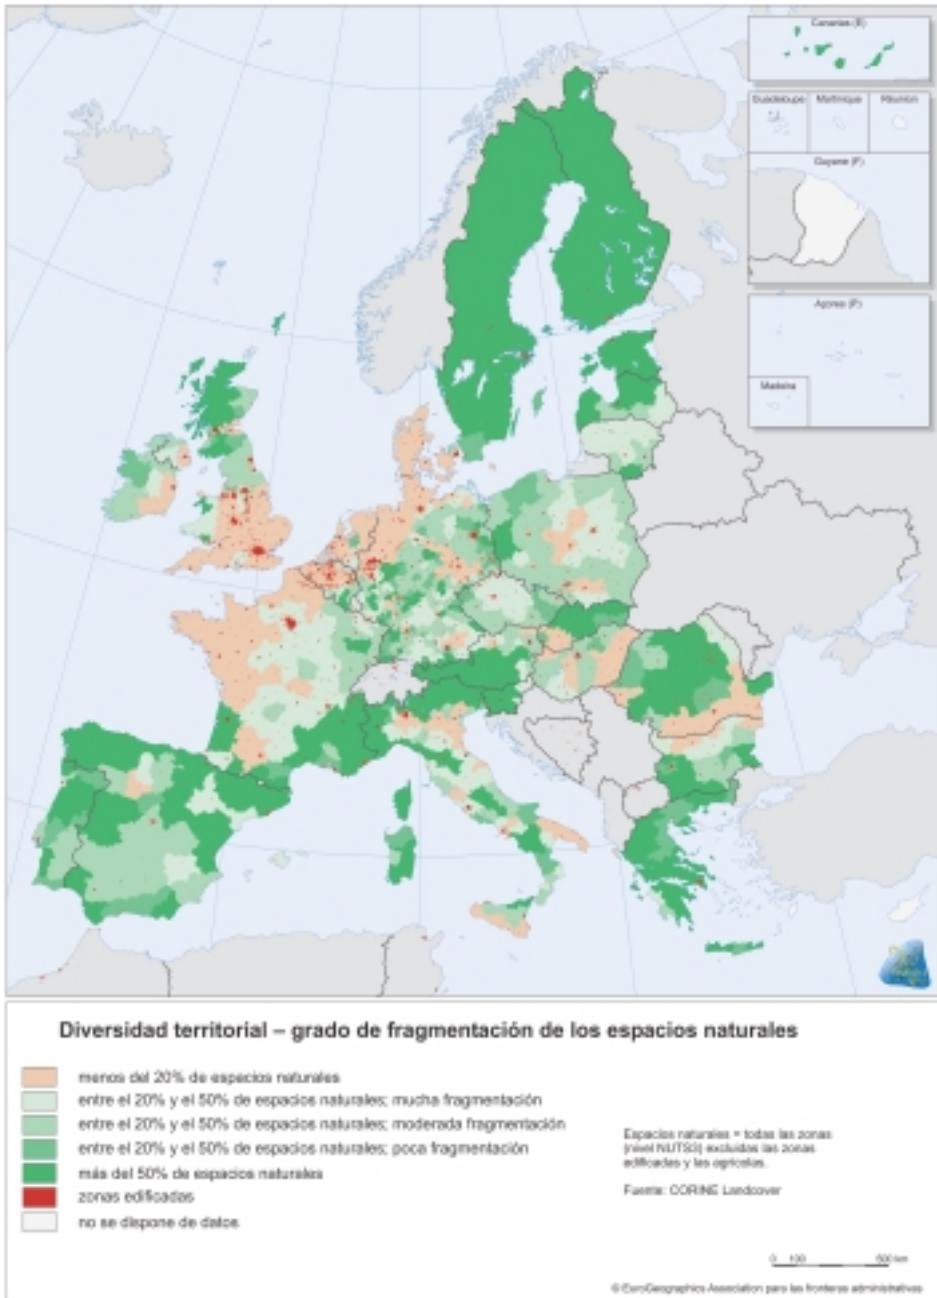 Canarias (E)
Guadeloupe Martinique Réunion
Guyane (F)
Açores (P)
Madeira
Diversidad territorial – grado de fragmentación de los espacios naturales
menos del 20% de espacios naturales
entre el 20% y el 50% de espacios naturales; mucha fragmentación
entre el 20% y el 50% de espacios naturales; moderada fragmentación
entre el 20% y el 50% de espacios naturales; poca fragmentación
más del 50% de espacios naturales
zonas edificadas
no se dispone de datos
Espacios naturales = todas las zonas
(nivel NUTS3) excluidas las zonas
edificadas y las agrícolas.
Fuente: CORINE Landcover
0 100 500 km
© EuroGeographics Association para las fronteras administrativas